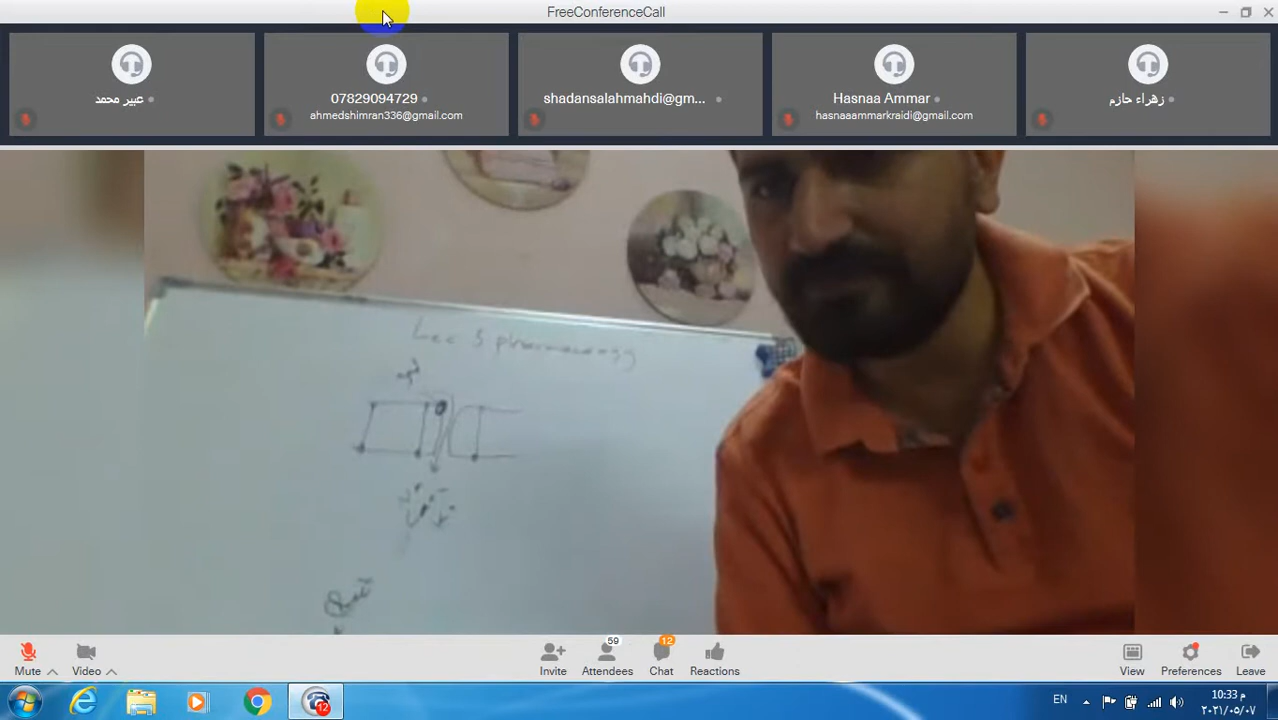 FreeConferenceCall
عبير محمد
07829094729
ahmedshimran336@gmail.com
shadansalahmahdi@gm...
Hasnaa Ammar
hasnaaammarkraidi@gmail.com
زهراء حازم
Lec 3 pharmacology
Mute
Video
Invite
59
Attendees
12
Chat
Reactions
View
Preferences
Leave
12
EN
10:33 م
٢٠٢١/٠٥/٠٧